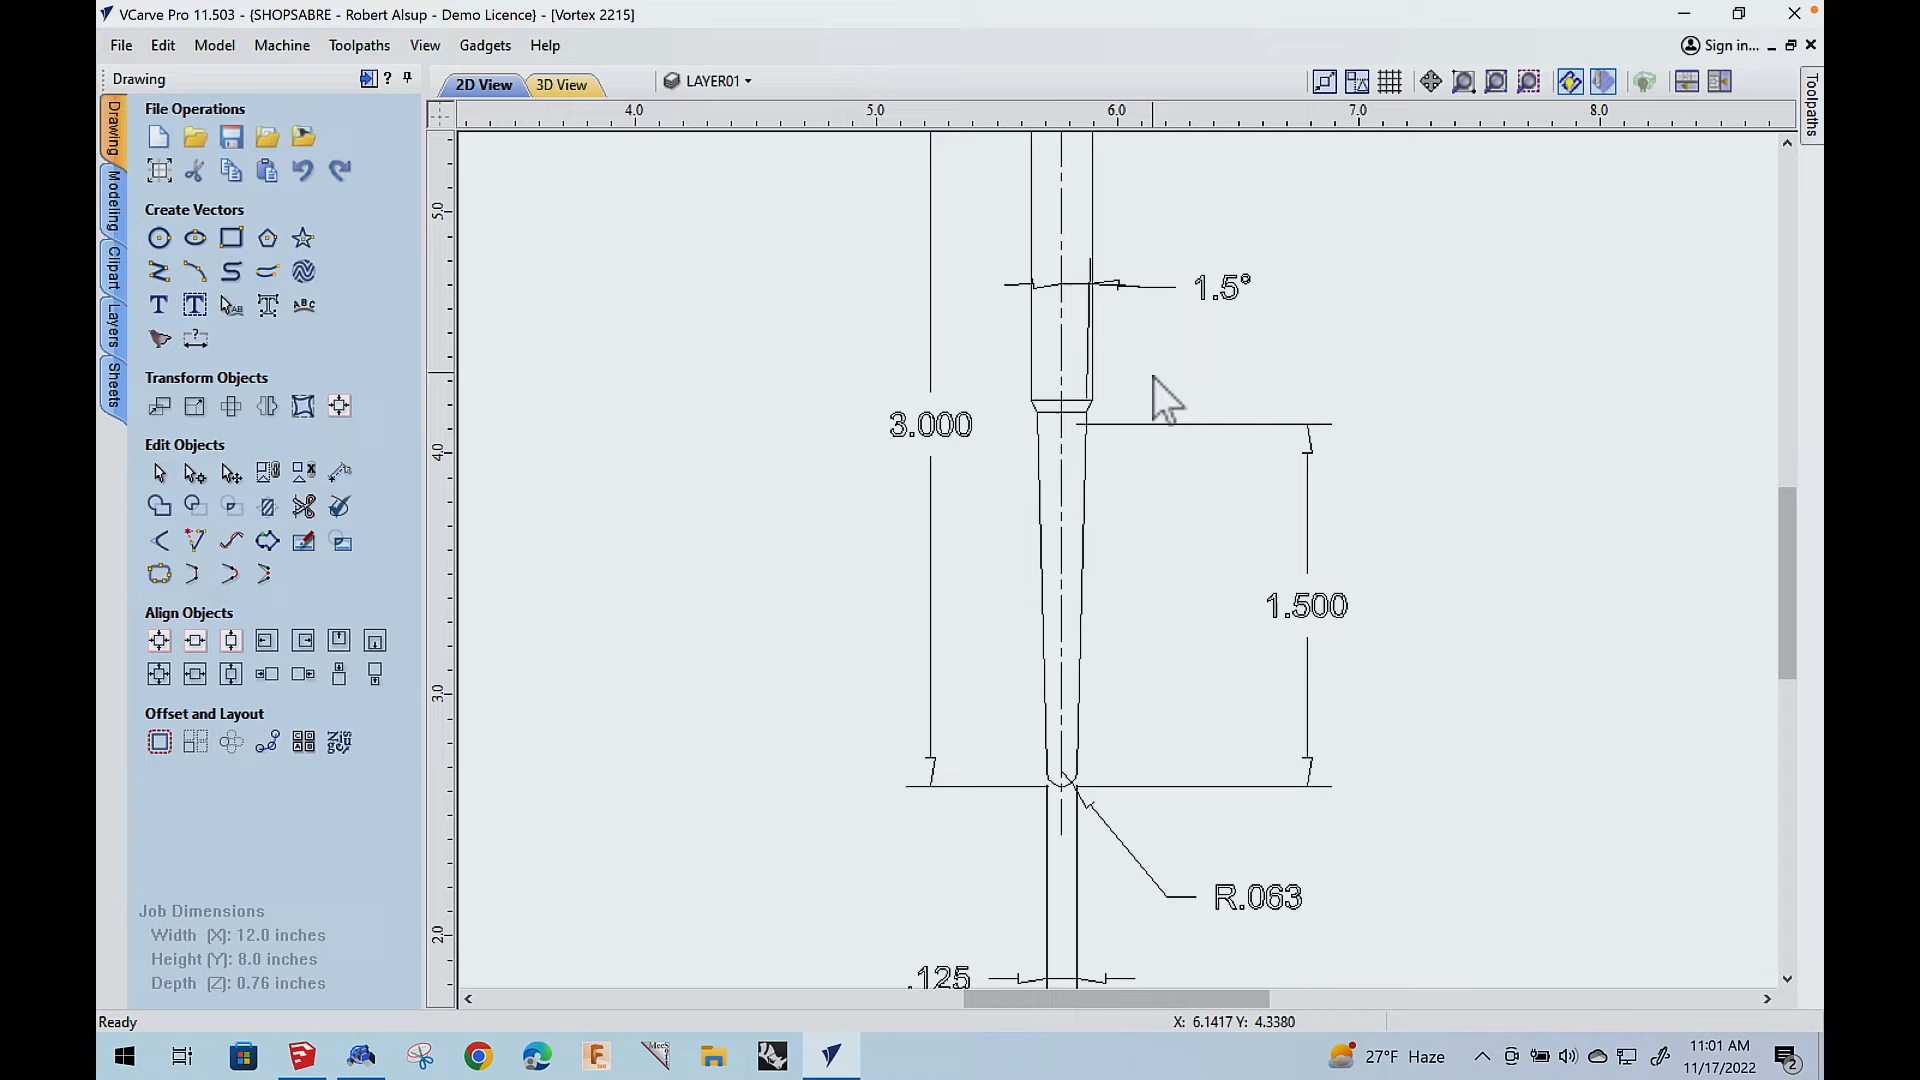 VCarve Pro 11.503 - {SHOPSABRE - Robert Alsup - Demo Licence} - [Vortex 2215]
File Edit Model Machine Toolpaths View Gadgets Help
Sign in...
Drawing
2D View
3D View
LAYER01
Toolpaths
Drawing
Modeling
Clipart
Layers
Sheets
File Operations
Create Vectors
Transform Objects
Edit Objects
Align Objects
Offset and Layout
Job Dimensions
Width (X): 12.0 inches
Height (Y): 8.0 inches
Depth (Z): 0.76 inches
4.0 5.0 6.0 7.0 8.0
5.0
4.0
3.0
2.0
1.5°
3.000
1.500
R.063
.125
Ready
X: 6.1417 Y: 4.3380
27°F Haze
11:01 AM
11/17/2022
2